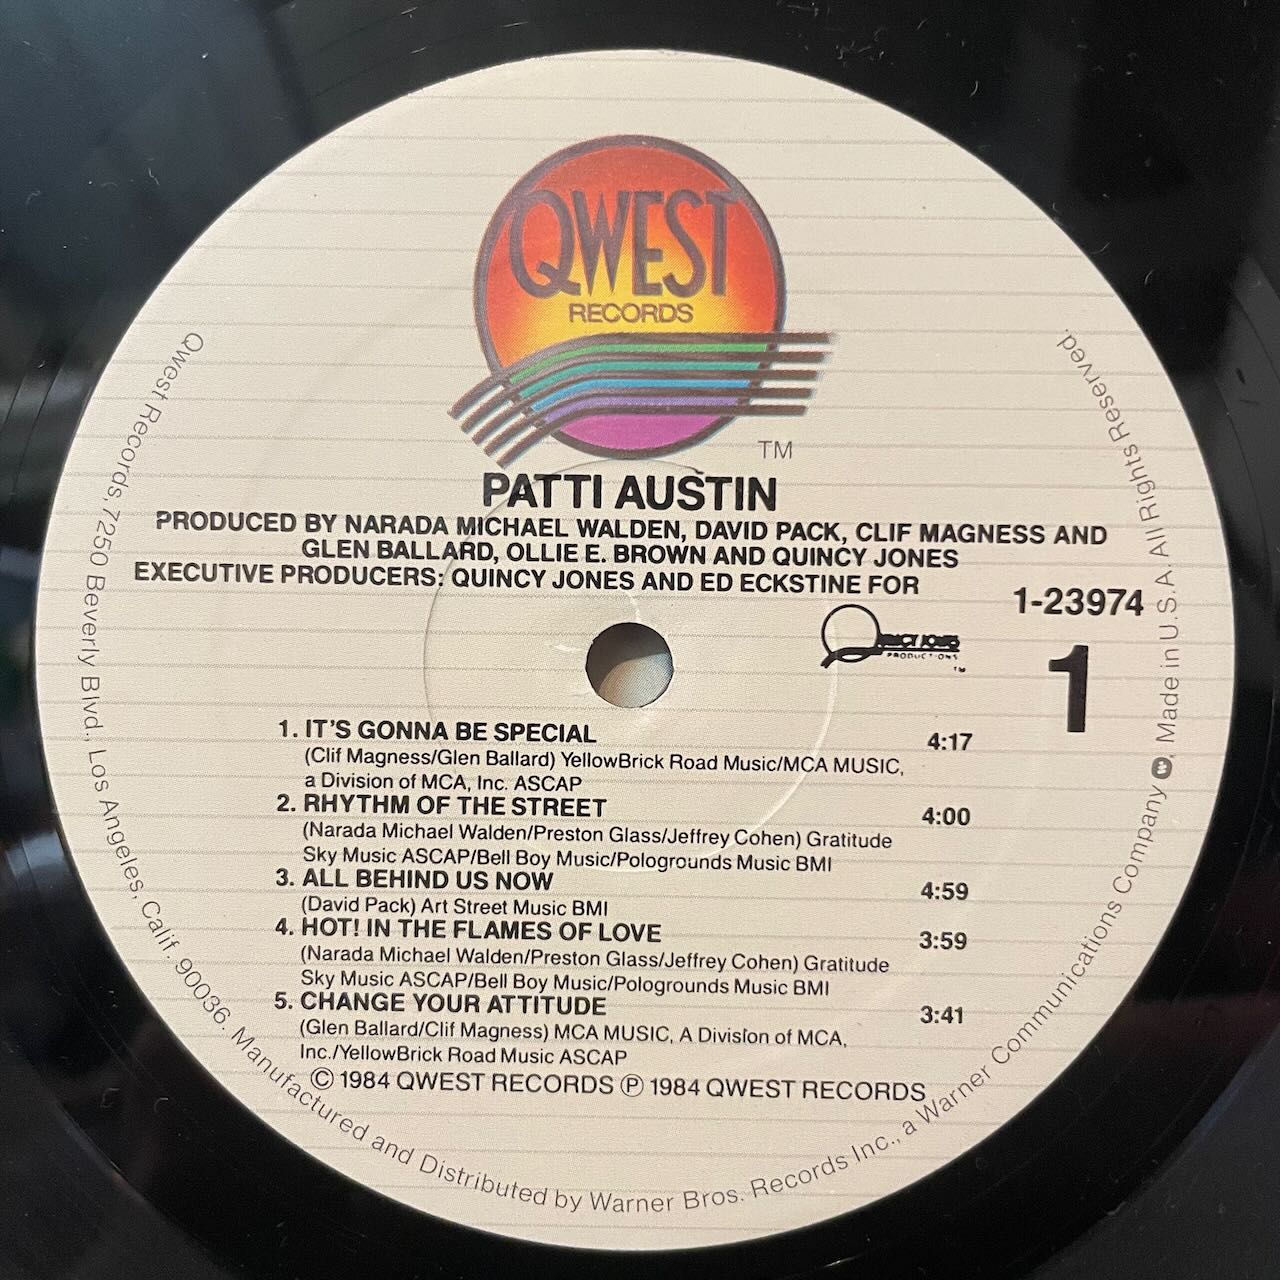 QWEST
RECORDS
TM
PATTI AUSTIN
PRODUCED BY NARADA MICHAEL WALDEN, DAVID PACK, CLIF MAGNESS AND
GLEN BALLARD, OLLIE E. BROWN AND QUINCY JONES
EXECUTIVE PRODUCERS: QUINCY JONES AND ED ECKSTINE FOR
QUINCY JONES
PRODUCTIONS
TM
1-23974
1
1. IT'S GONNA BE SPECIAL 4:17
(Clif Magness/Glen Ballard) YellowBrick Road Music/MCA MUSIC,
a Division of MCA, Inc. ASCAP
2. RHYTHM OF THE STREET 4:00
(Narada Michael Walden/Preston Glass/Jeffrey Cohen) Gratitude
Sky Music ASCAP/Bell Boy Music/Pologrounds Music BMI
3. ALL BEHIND US NOW 4:59
(David Pack) Art Street Music BMI
4. HOT! IN THE FLAMES OF LOVE 3:59
(Narada Michael Walden/Preston Glass/Jeffrey Cohen) Gratitude
Sky Music ASCAP/Bell Boy Music/Pologrounds Music BMI
5. CHANGE YOUR ATTITUDE 3:41
(Glen Ballard/Clif Magness) MCA MUSIC, A Division of MCA,
Inc./YellowBrick Road Music ASCAP
© 1984 QWEST RECORDS ℗ 1984 QWEST RECORDS
Qwest Records, 7250 Beverly Blvd., Los Angeles, Calif. 90036. Manufactured and Distributed by Warner Bros. Records Inc., a Warner Communications Company Made in U.S.A. All Rights Reserved.